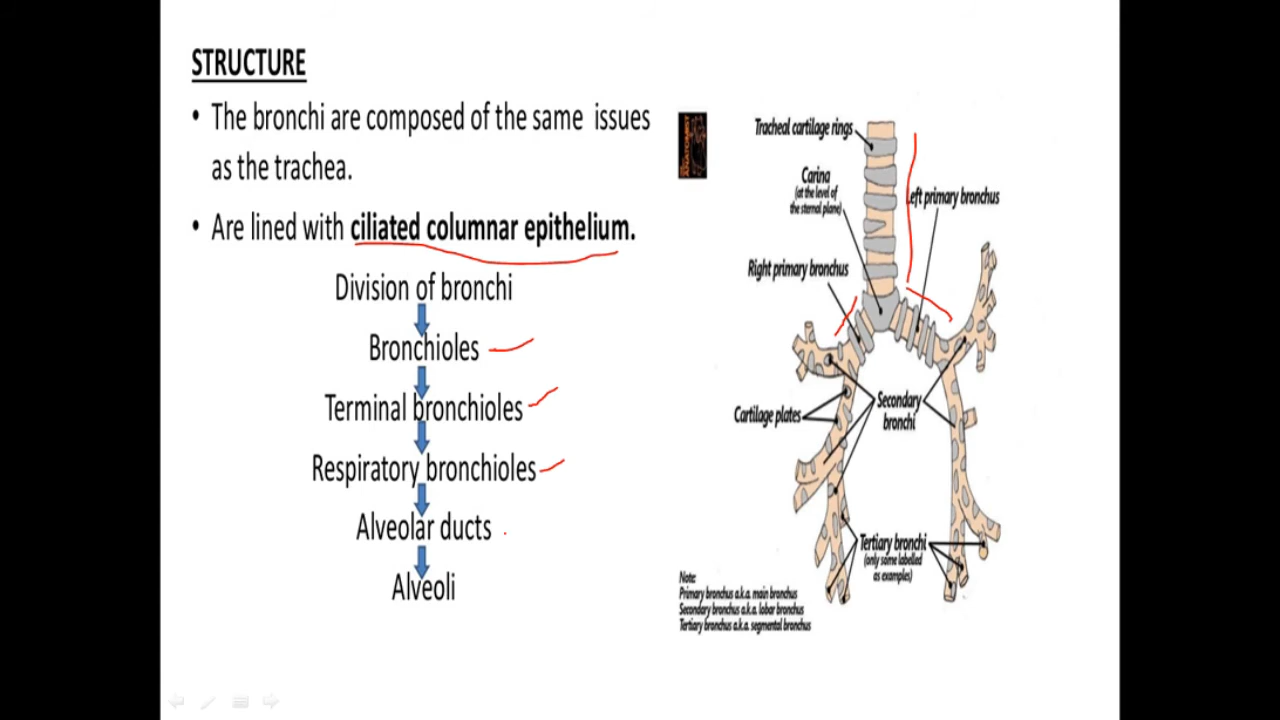 STRUCTURE
• The bronchi are composed of the same issues
as the trachea.
• Are lined with ciliated columnar epithelium.
Division of bronchi
Bronchioles
Terminal bronchioles
Respiratory bronchioles
Alveolar ducts
Alveoli
Tracheal cartilage rings
Carina
(at the level of
the sternal plane)
Left primary bronchus
Right primary bronchus
Secondary
bronchi
Cartilage plates
Tertiary bronchi
(only some labelled
as examples)
Note:
Primary bronchus a.k.a. main bronchus
Secondary bronchus a.k.a. lobar bronchus
Tertiary bronchus a.k.a. segmental bronchus